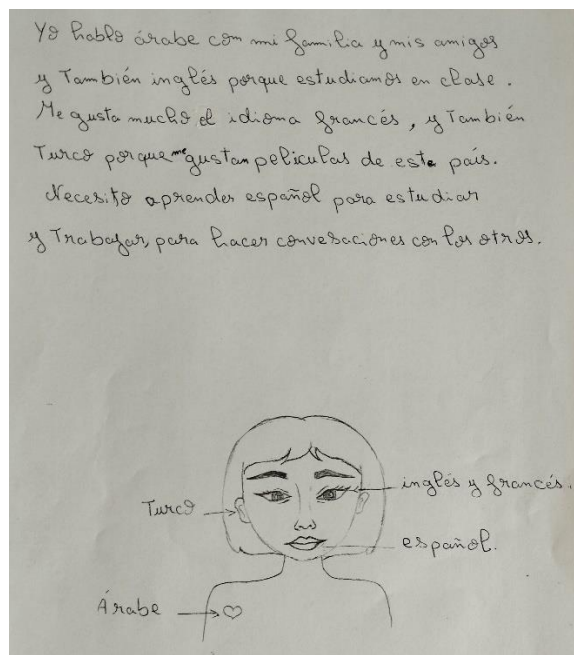 Yo hablo árabe con mi familia y mis amigos
y También inglés porque estudiamos en clase.
Me gusta mucho el idioma francés, y También
Turco porque me gustan peliculas de este país.
Necesito aprender español para estudiar
y Trabajar, para hacer convesaciones con los otros.
inglés y francés.
Turco
español.
Árabe